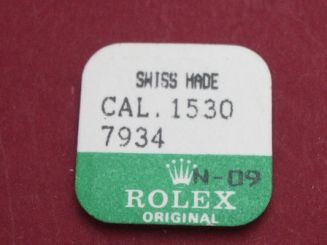 SWISS MADE
CAL. 1530
7934
N-09
ROLEX
ORIGINAL